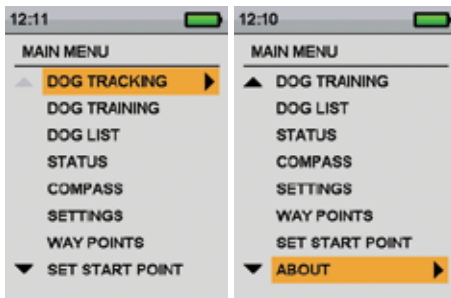 12:11
MAIN MENU
DOG TRACKING
DOG TRAINING
DOG LIST
STATUS
COMPASS
SETTINGS
WAY POINTS
SET START POINT
12:10
MAIN MENU
DOG TRAINING
DOG LIST
STATUS
COMPASS
SETTINGS
WAY POINTS
SET START POINT
ABOUT